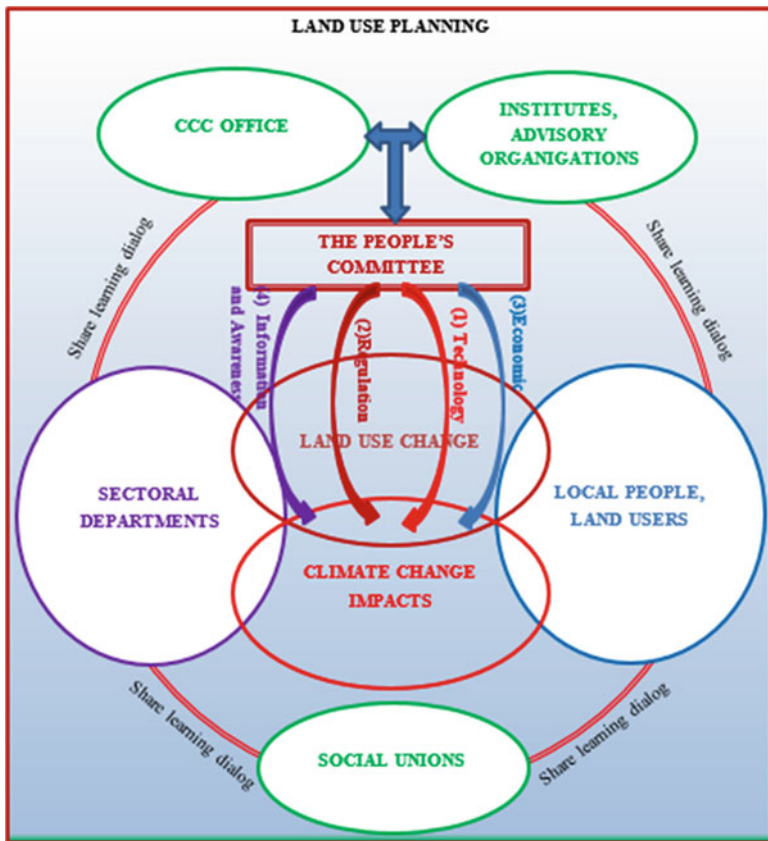 LAND USE PLANNING
CCC OFFICE
INSTITUTES,
ADVISORY
ORGANIGATIONS
THE PEOPLE'S
COMMITTEE
Share learning dialog
Share learning dialog
(4) Information
and Awareness
(2)Regulation
(1) Technology
(3)Economic
LAND USE CHANGE
SECTORAL
DEPARTMENTS
LOCAL PEOPLE,
LAND USERS
CLIMATE CHANGE
IMPACTS
Share learning dialog
Share learning dialog
SOCIAL UNIONS